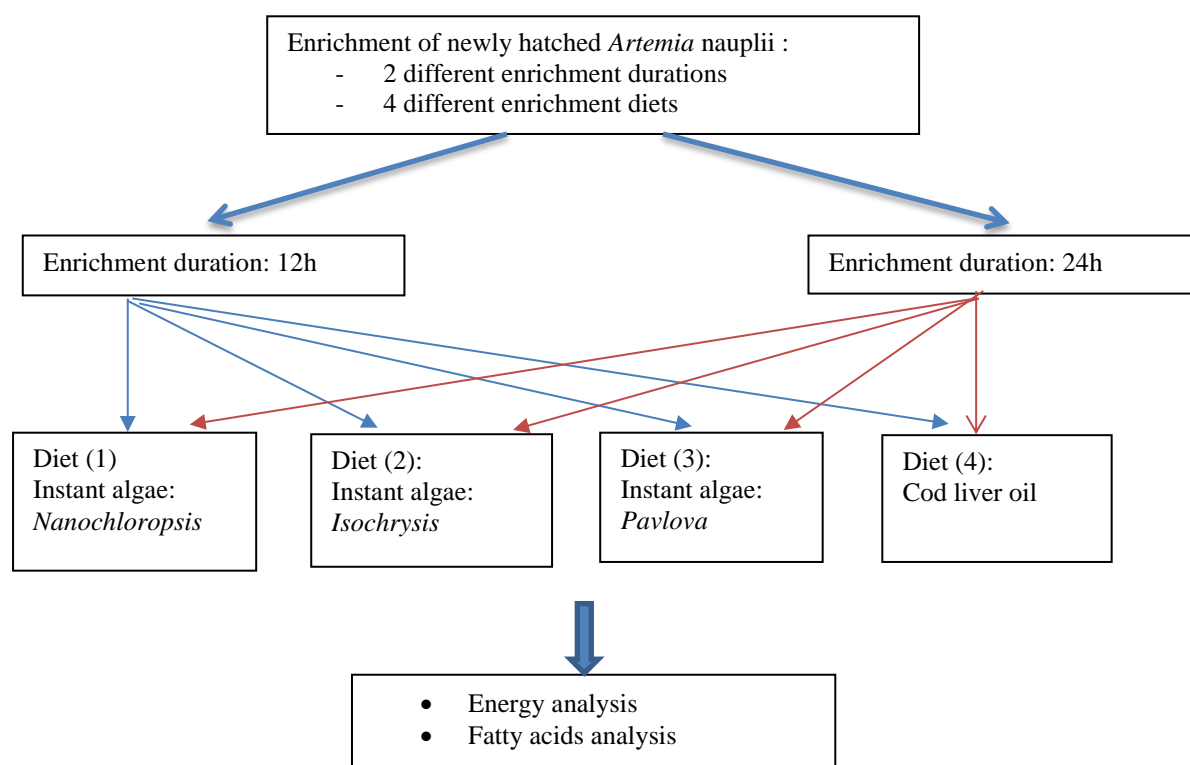 Enrichment of newly hatched Artemia nauplii :
- 2 different enrichment durations
- 4 different enrichment diets
Enrichment duration: 12h
Enrichment duration: 24h
Diet (1)
Instant algae:
Nanochloropsis
Diet (2):
Instant algae:
Isochrysis
Diet (3):
Instant algae:
Pavlova
Diet (4):
Cod liver oil
• Energy analysis
• Fatty acids analysis